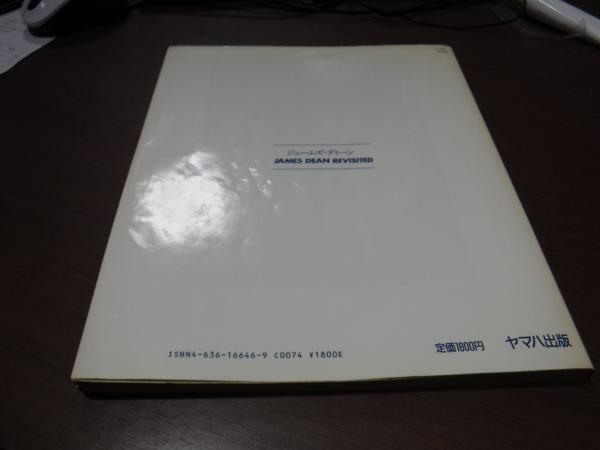 ジェームズ・ディーン
JAMES DEAN REVISITED
ISBN4-636-16646-9 C0074 ¥1800E
定価1800円
ヤマハ出版